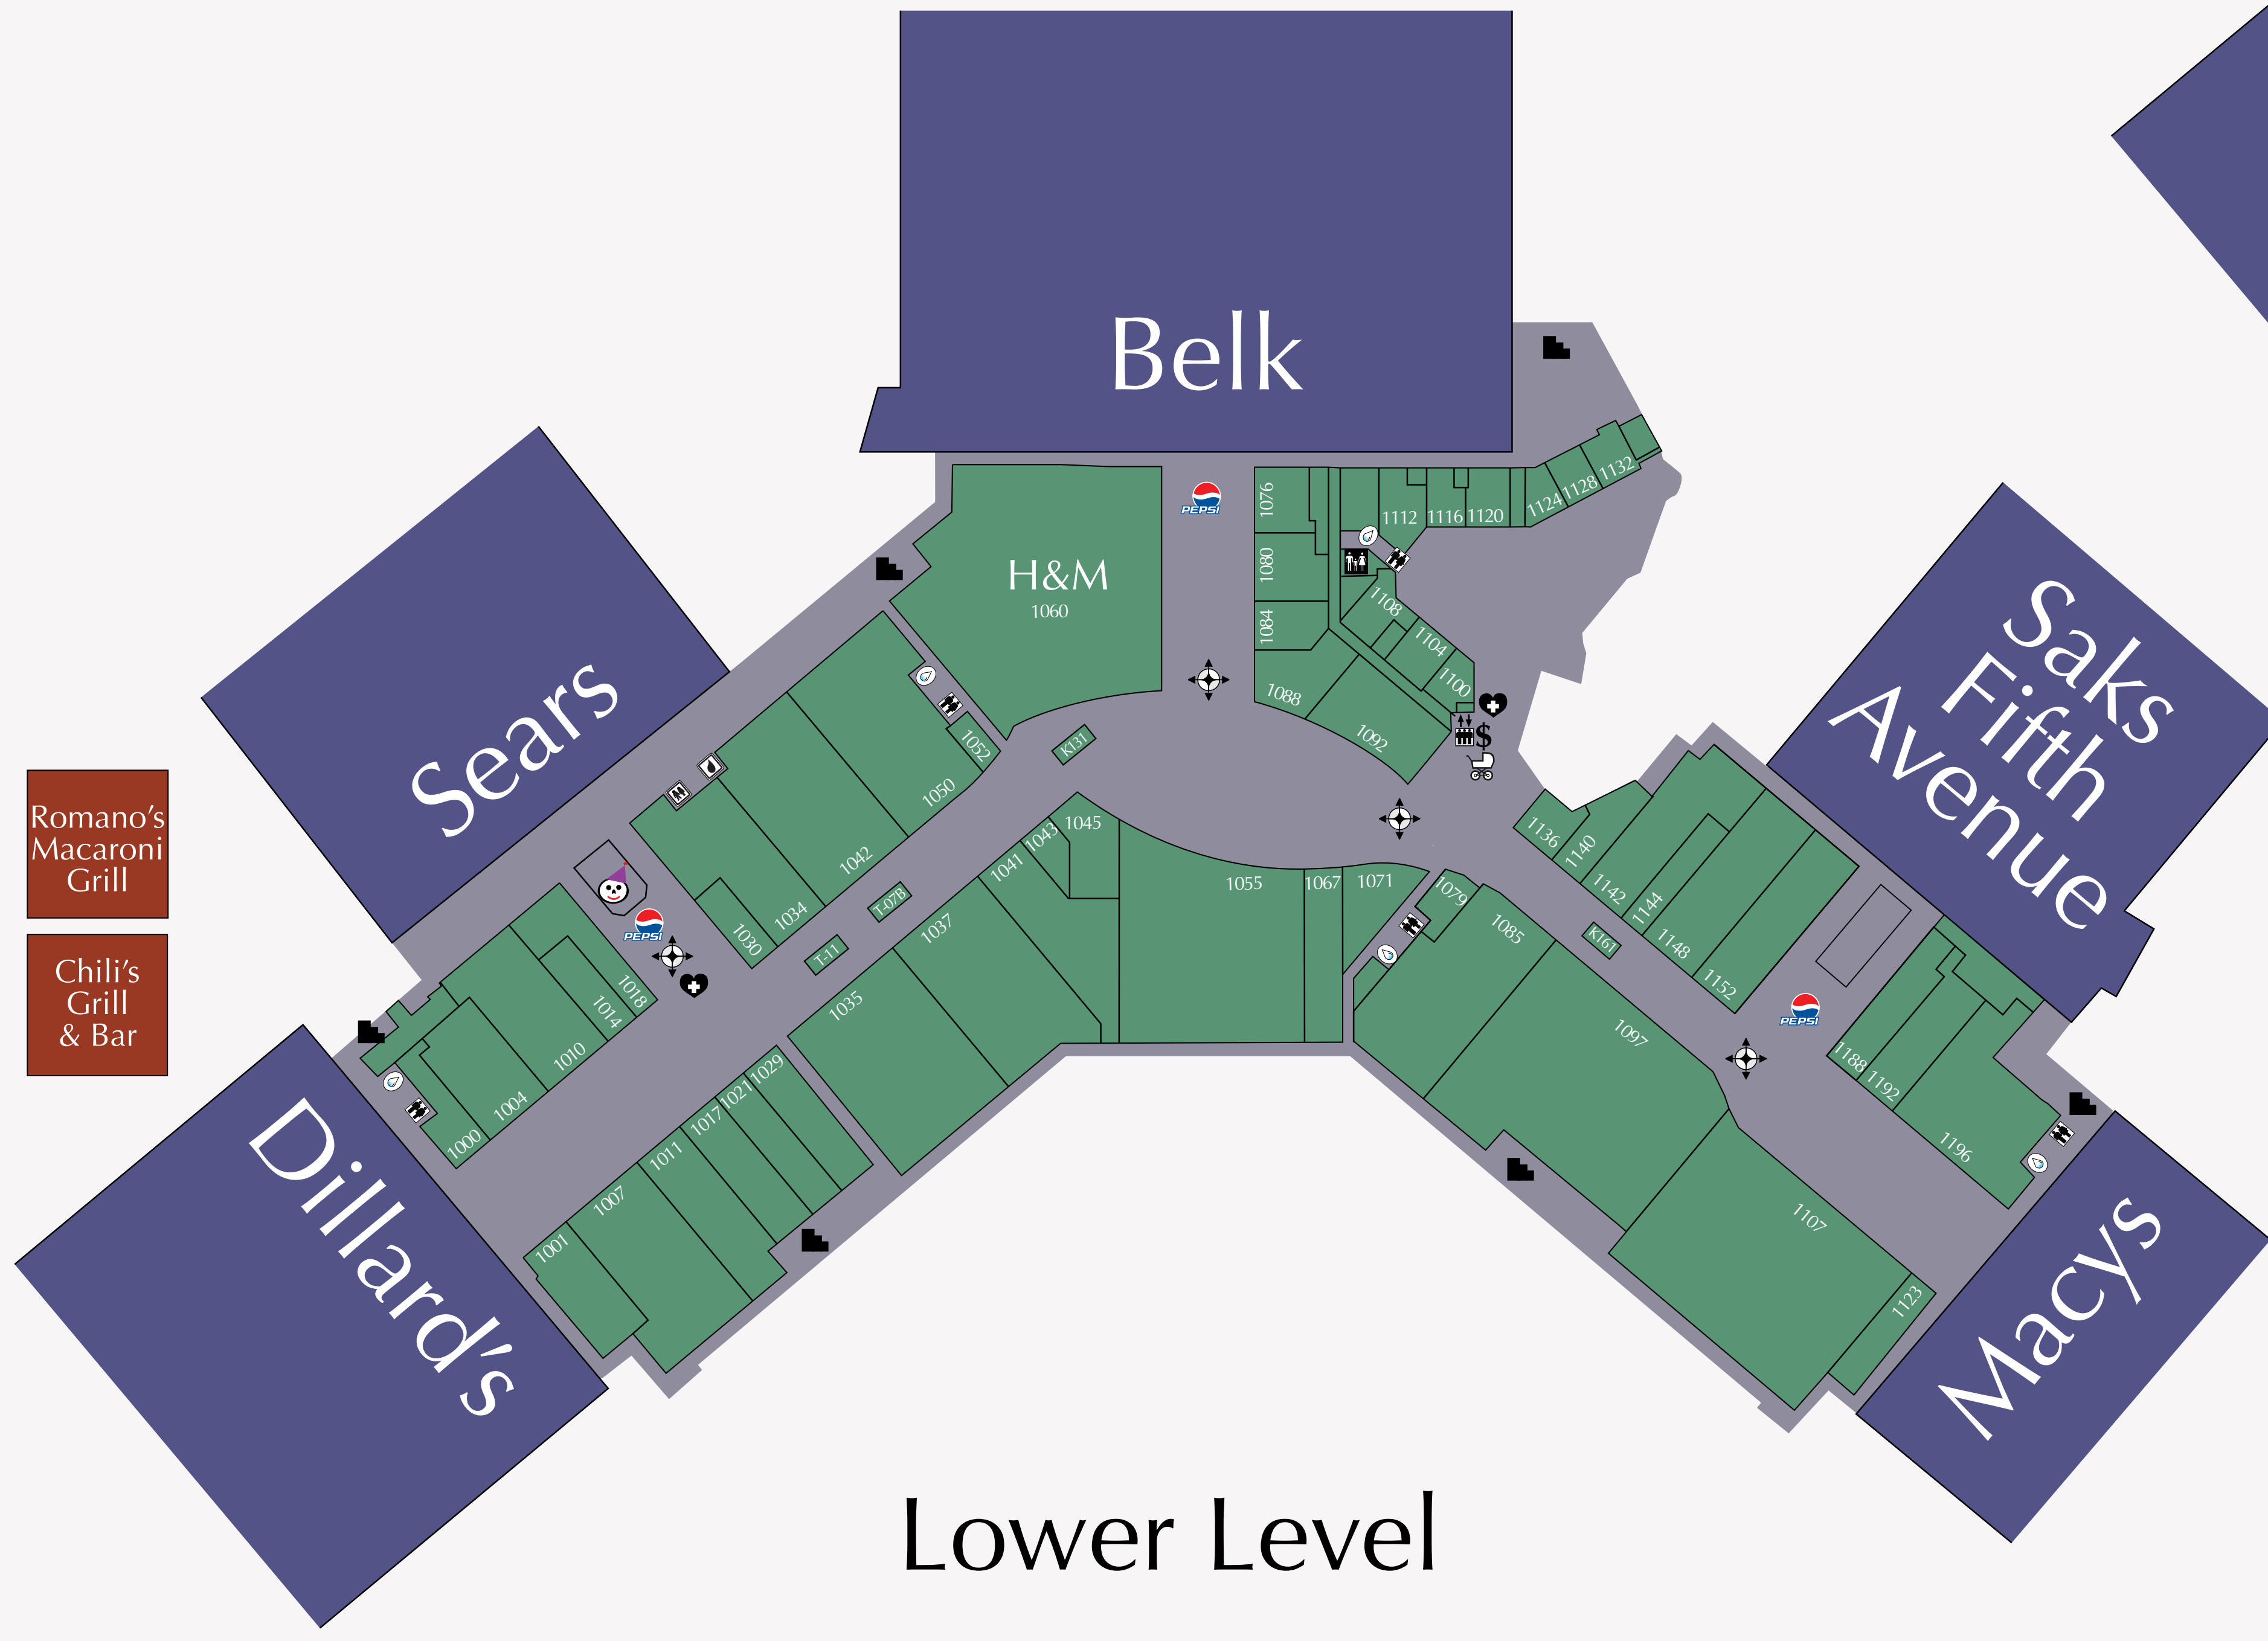 Belk
Sears
Saks
Fifth
Avenue
Dillard's
Macys
H&M
1060
Romano's
Macaroni
Grill
Chili's
Grill
& Bar
PEPSI
PEPSI
PEPSI
1076
1080
1084
1088
1092
1112
1116
1120
1124
1128
1132
1108
1104
1100
$
1052
1050
1042
1034
1030
K131
T-07B
T-11
1018
1014
1010
1004
1000
1001
1007
1011
1017
1021
1029
1035
1037
1041
1043
1045
1055
1067
1071
1079
1085
1097
1107
1123
K161
1136
1140
1142
1144
1148
1152
1188
1192
1196
Lower Level